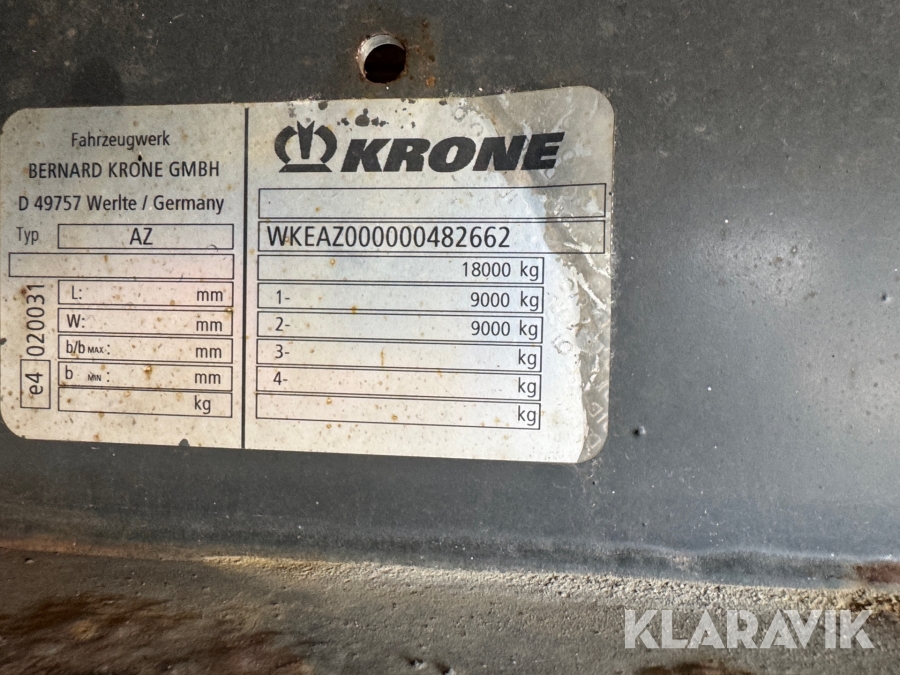 Fahrzeugwerk
BERNARD KRONE GMBH
D 49757 Werlte / Germany
Typ AZ
L: mm
W: mm
b/b MAX: mm
b MIN: mm
kg
e4 020031
KRONE
WKEAZ000000482662
18000 kg
1- 9000 kg
2- 9000 kg
3- kg
4- kg
kg
KLARAVIK